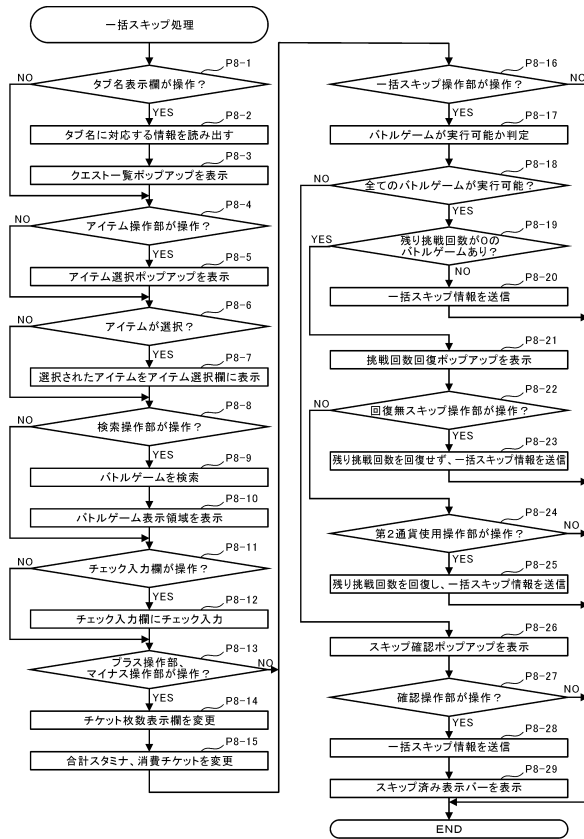 一括スキップ処理
P8-1
タブ名表示欄が操作？
NO
YES
P8-2
タブ名に対応する情報を読み出す
P8-3
クエスト一覧ポップアップを表示
P8-4
アイテム操作部が操作？
NO
YES
P8-5
アイテム選択ポップアップを表示
P8-6
アイテムが選択？
NO
YES
P8-7
選択されたアイテムをアイテム選択欄に表示
P8-8
検索操作部が操作？
NO
YES
P8-9
バトルゲームを検索
P8-10
バトルゲーム表示領域を表示
P8-11
チェック入力欄が操作？
NO
YES
P8-12
チェック入力欄にチェック入力
P8-13
プラス操作部、
マイナス操作部が操作？
NO
YES
P8-14
チケット枚数表示欄を変更
P8-15
合計スタミナ、消費チケットを変更
P8-16
一括スキップ操作部が操作？
NO
YES
P8-17
バトルゲームが実行可能か判定
P8-18
全てのバトルゲームが実行可能？
NO
YES
P8-19
残り挑戦回数が0の
バトルゲームあり？
YES
NO
P8-20
一括スキップ情報を送信
P8-21
挑戦回数回復ポップアップを表示
P8-22
回復無スキップ操作部が操作？
NO
YES
P8-23
残り挑戦回数を回復せず、一括スキップ情報を送信
P8-24
第2通貨使用操作部が操作？
NO
YES
P8-25
残り挑戦回数を回復し、一括スキップ情報を送信
P8-26
スキップ確認ポップアップを表示
P8-27
確認操作部が操作？
NO
YES
P8-28
一括スキップ情報を送信
P8-29
スキップ済み表示バーを表示
END